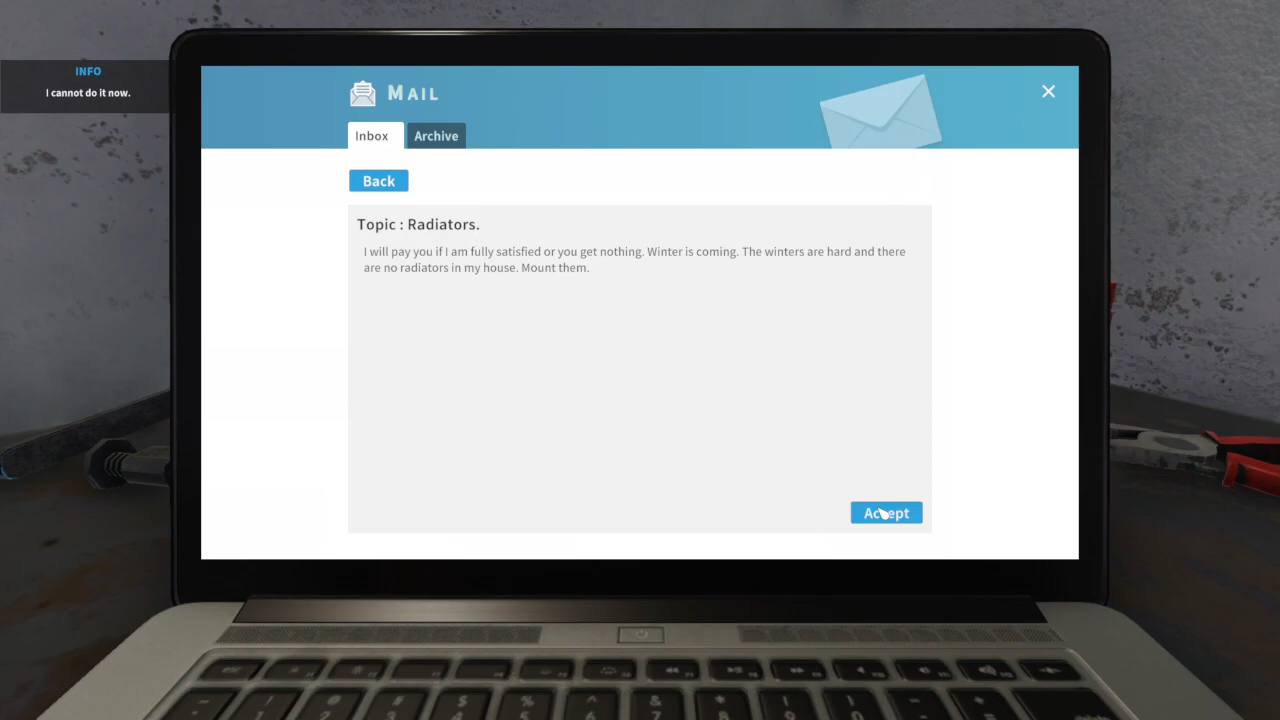 INFO
I cannot do it now.
MAIL
Inbox
Archive
Back
Topic : Radiators.
I will pay you if I am fully satisfied or you get nothing. Winter is coming. The winters are hard and there
are no radiators in my house. Mount them.
Accept